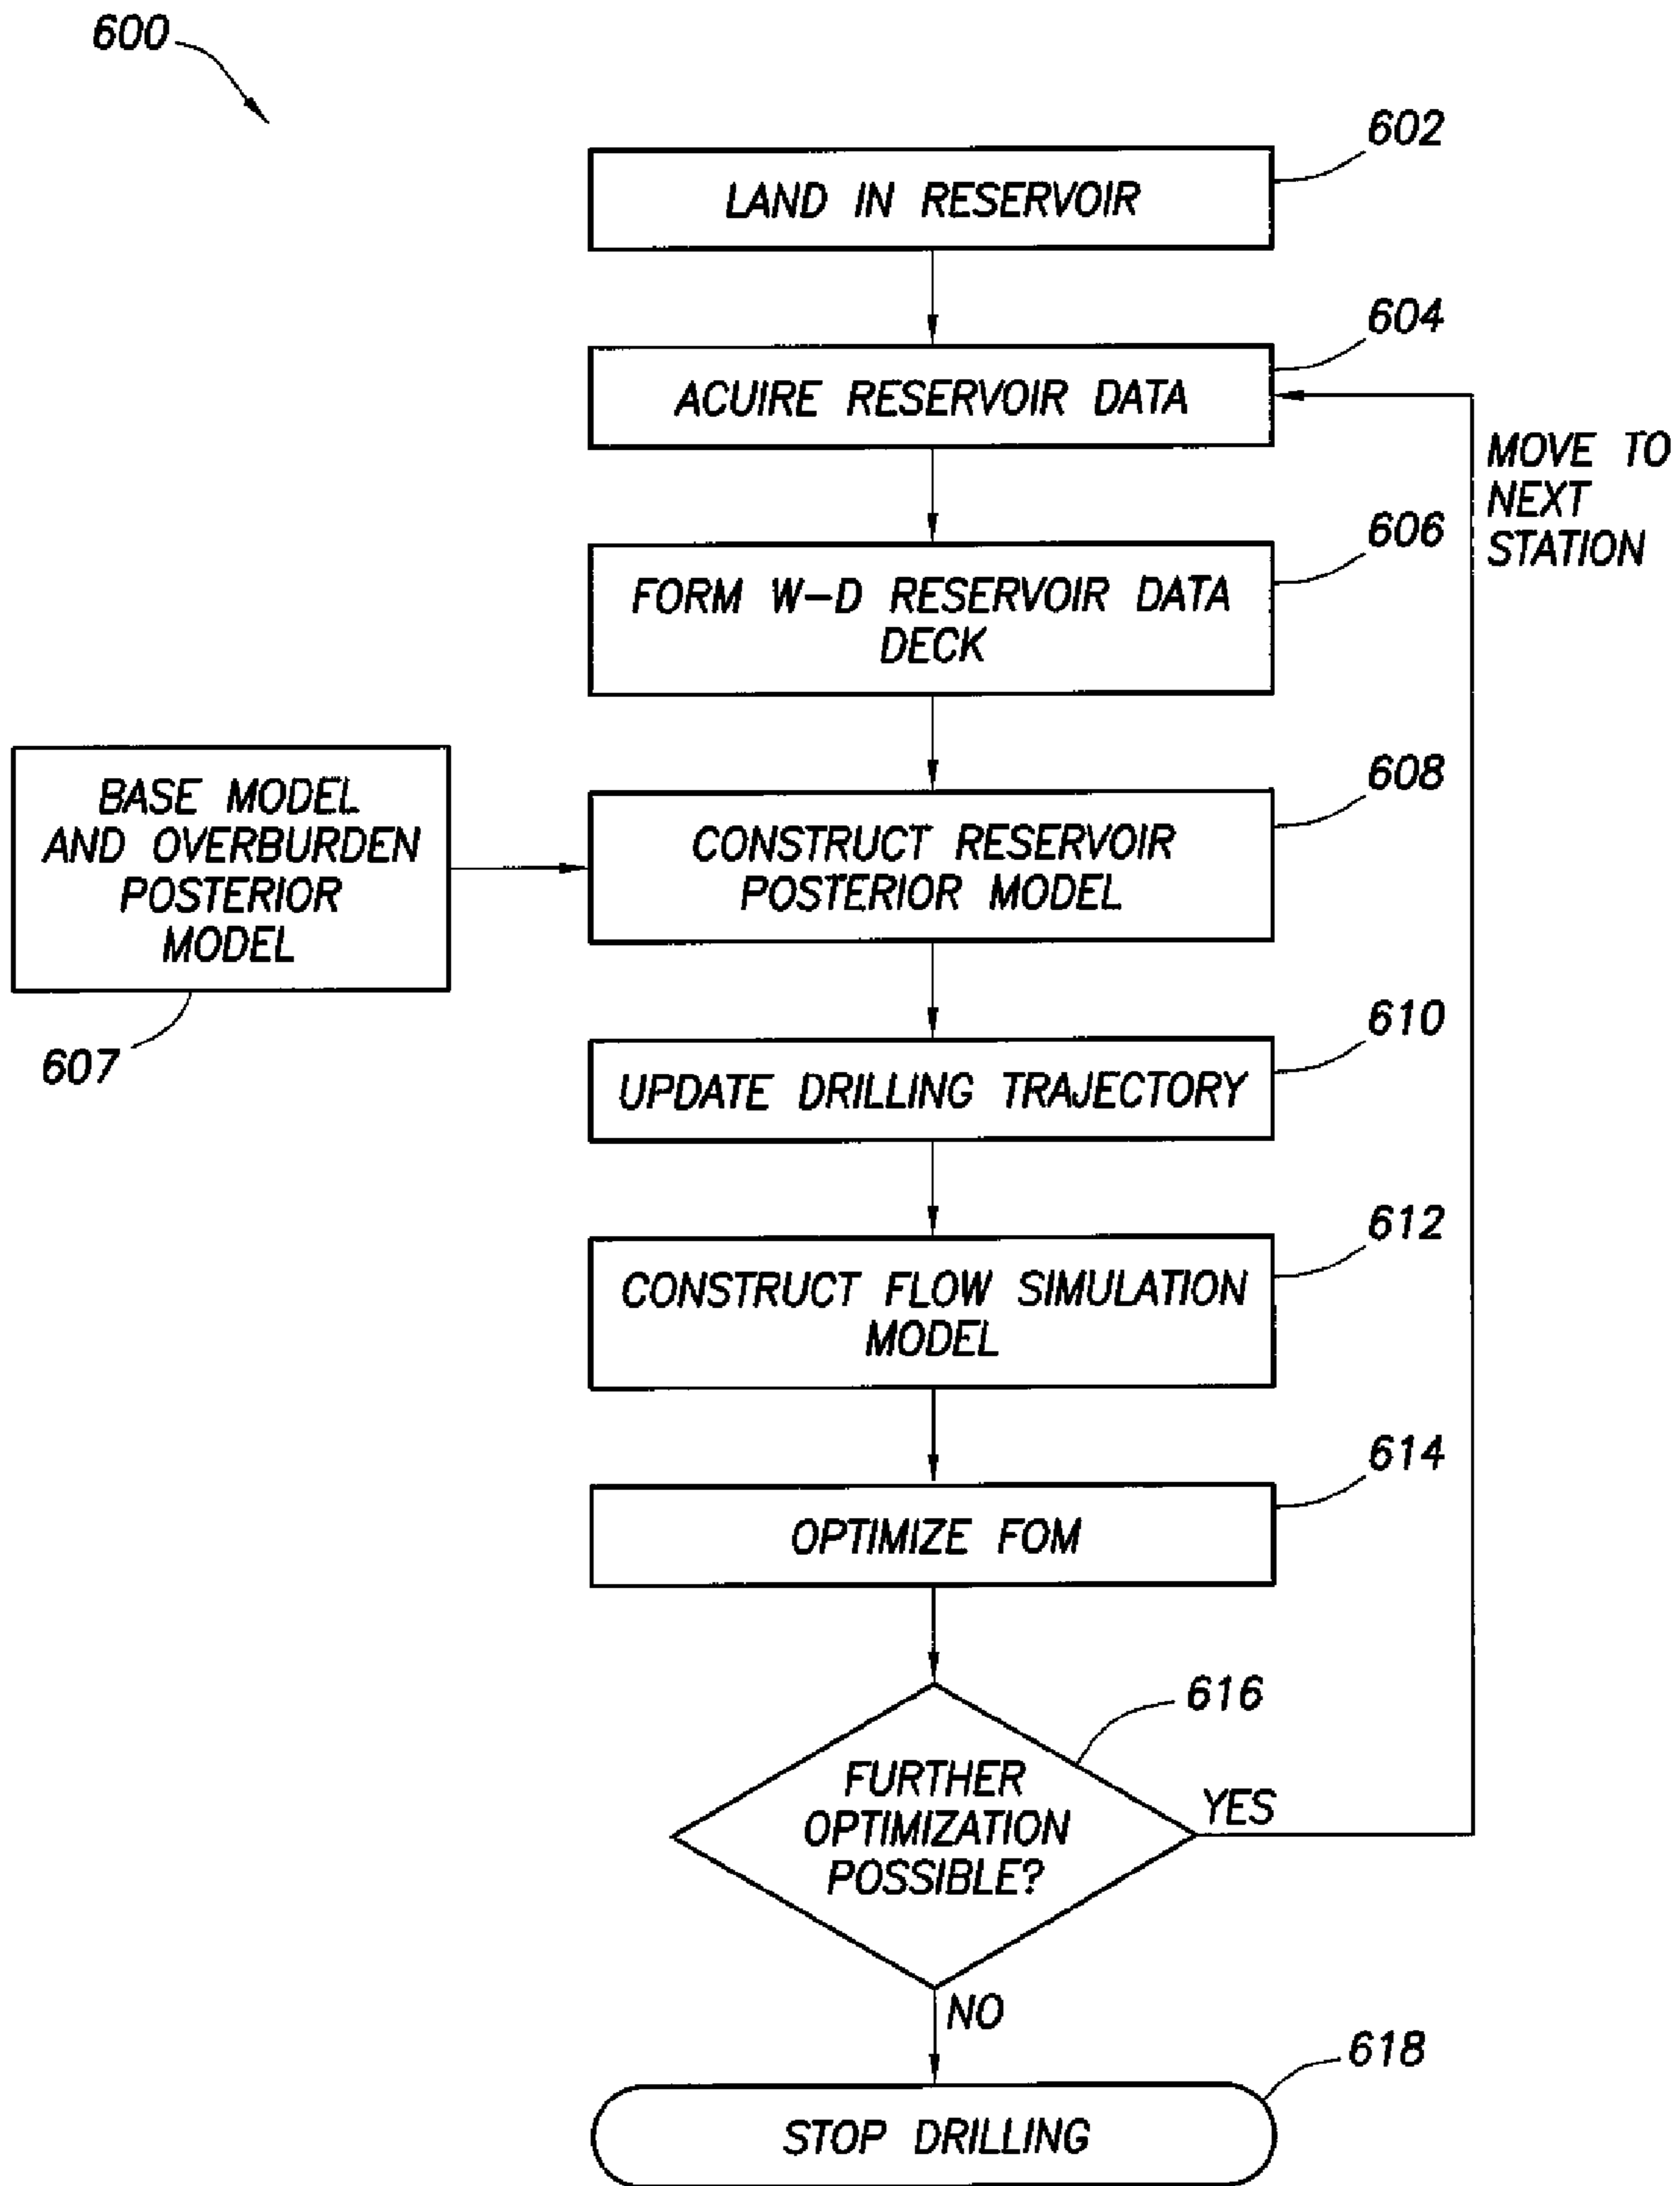 600
602
LAND IN RESERVOIR
604
ACUIRE RESERVOIR DATA
MOVE TO
NEXT
STATION
606
FORM W-D RESERVOIR DATA
DECK
608
BASE MODEL
AND OVERBURDEN
POSTERIOR
MODEL
607
CONSTRUCT RESERVOIR
POSTERIOR MODEL
610
UPDATE DRILLING TRAJECTORY
612
CONSTRUCT FLOW SIMULATION
MODEL
614
OPTIMIZE FOM
616
FURTHER
OPTIMIZATION
POSSIBLE?
YES
NO
618
STOP DRILLING